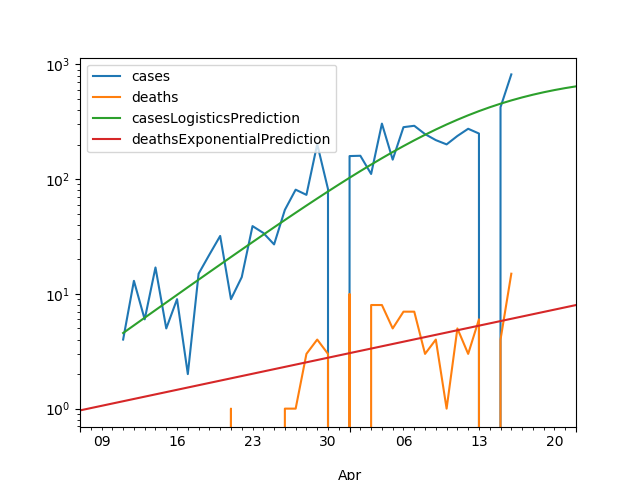 10³
10²
10¹
10⁰
cases
deaths
casesLogisticsPrediction
deathsExponentialPrediction
09 16 23 30 06 13 20
Apr